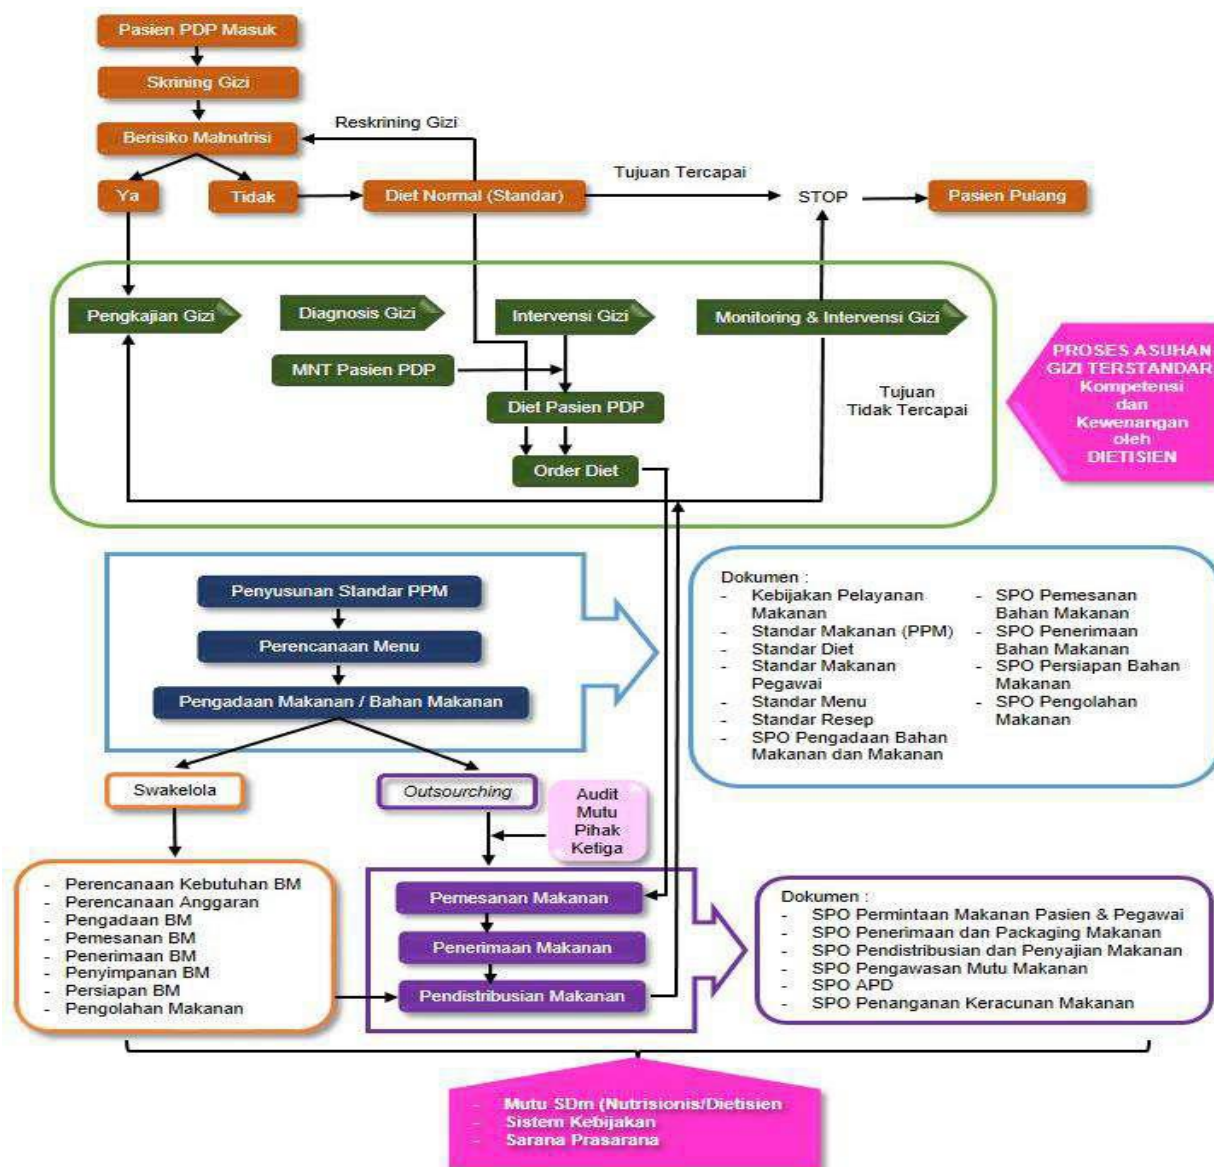 Pasien PDP Masuk
Skrining Gizi
Berisiko Malnutrisi
Reskrining Gizi
Ya
Tidak
Diet Normal (Standar)
Tujuan Tercapai
STOP
Pasien Pulang
Pengkajian Gizi
Diagnosis Gizi
Intervensi Gizi
Monitoring & Intervensi Gizi
MNT Pasien PDP
Diet Pasien PDP
Order Diet
Tujuan
Tidak Tercapai
PROSES ASUHAN
GIZI TERSTANDAR
Kompetensi
dan
Kewenangan
oleh
DIETISIEN
Penyusunan Standar PPM
Perencanaan Menu
Pengadaan Makanan / Bahan Makanan
Dokumen :
- Kebijakan Pelayanan
Makanan
- Standar Makanan (PPM)
- Standar Diet
- Standar Makanan
Pegawai
- Standar Menu
- Standar Resep
- SPO Pengadaan Bahan
Makanan dan Makanan
- SPO Pemesanan
Bahan Makanan
- SPO Penerimaan
Bahan Makanan
- SPO Persiapan Bahan
Makanan
- SPO Pengolahan
Makanan
Swakelola
Outsourching
Audit
Mutu
Pihak
Ketiga
- Perencanaan Kebutuhan BM
- Perencanaan Anggaran
- Pengadaan BM
- Pemesanan BM
- Penerimaan BM
- Penyimpanan BM
- Persiapan BM
- Pengolahan Makanan
Pemesanan Makanan
Penerimaan Makanan
Pendistribusian Makanan
Dokumen :
- SPO Permintaan Makanan Pasien & Pegawai
- SPO Penerimaan dan Packaging Makanan
- SPO Pendistribusian dan Penyajian Makanan
- SPO Pengawasan Mutu Makanan
- SPO APD
- SPO Penanganan Keracunan Makanan
- Mutu SDm (Nutrisionis/Dietisien
- Sistem Kebijakan
- Sarana Prasarana